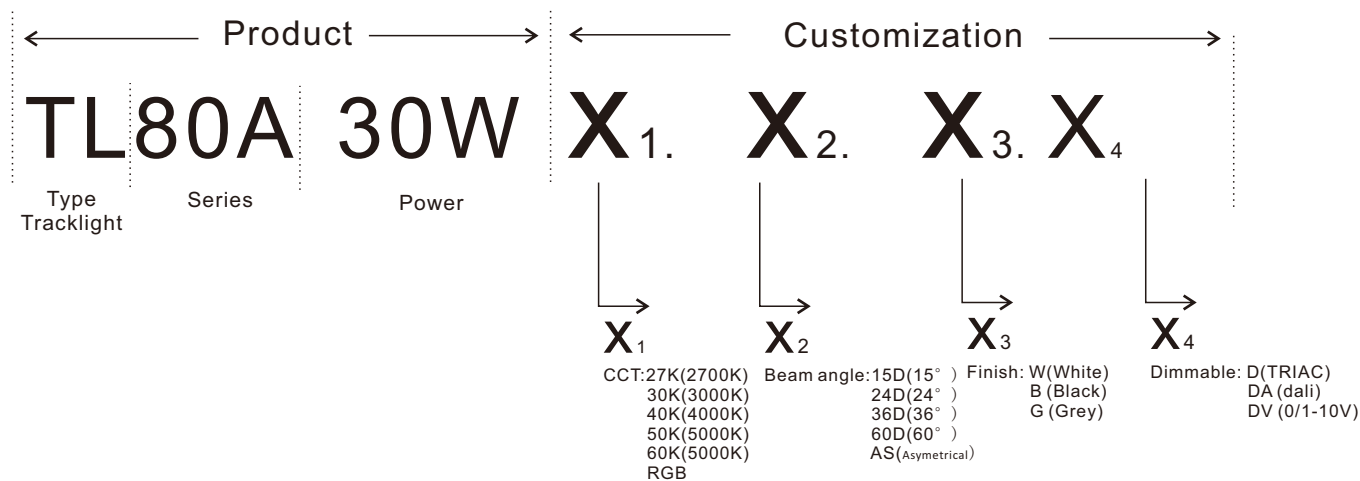 Product
Customization
TL 80A 30W X1. X2. X3. X4
Type
Tracklight
Series
Power
X1
CCT:27K(2700K)
30K(3000K)
40K(4000K)
50K(5000K)
60K(5000K)
RGB
X2
Beam angle:15D(15°)
24D(24°)
36D(36°)
60D(60°)
AS(Asymetrical)
X3
Finish: W(White)
B (Black)
G (Grey)
X4
Dimmable: D(TRIAC)
DA (dali)
DV (0/1-10V)